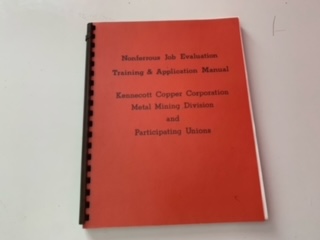 Nonferrous Job Evaluation
Training & Application Manual
Kennecott Copper Corporation
Metal Mining Division
and
Participating Unions